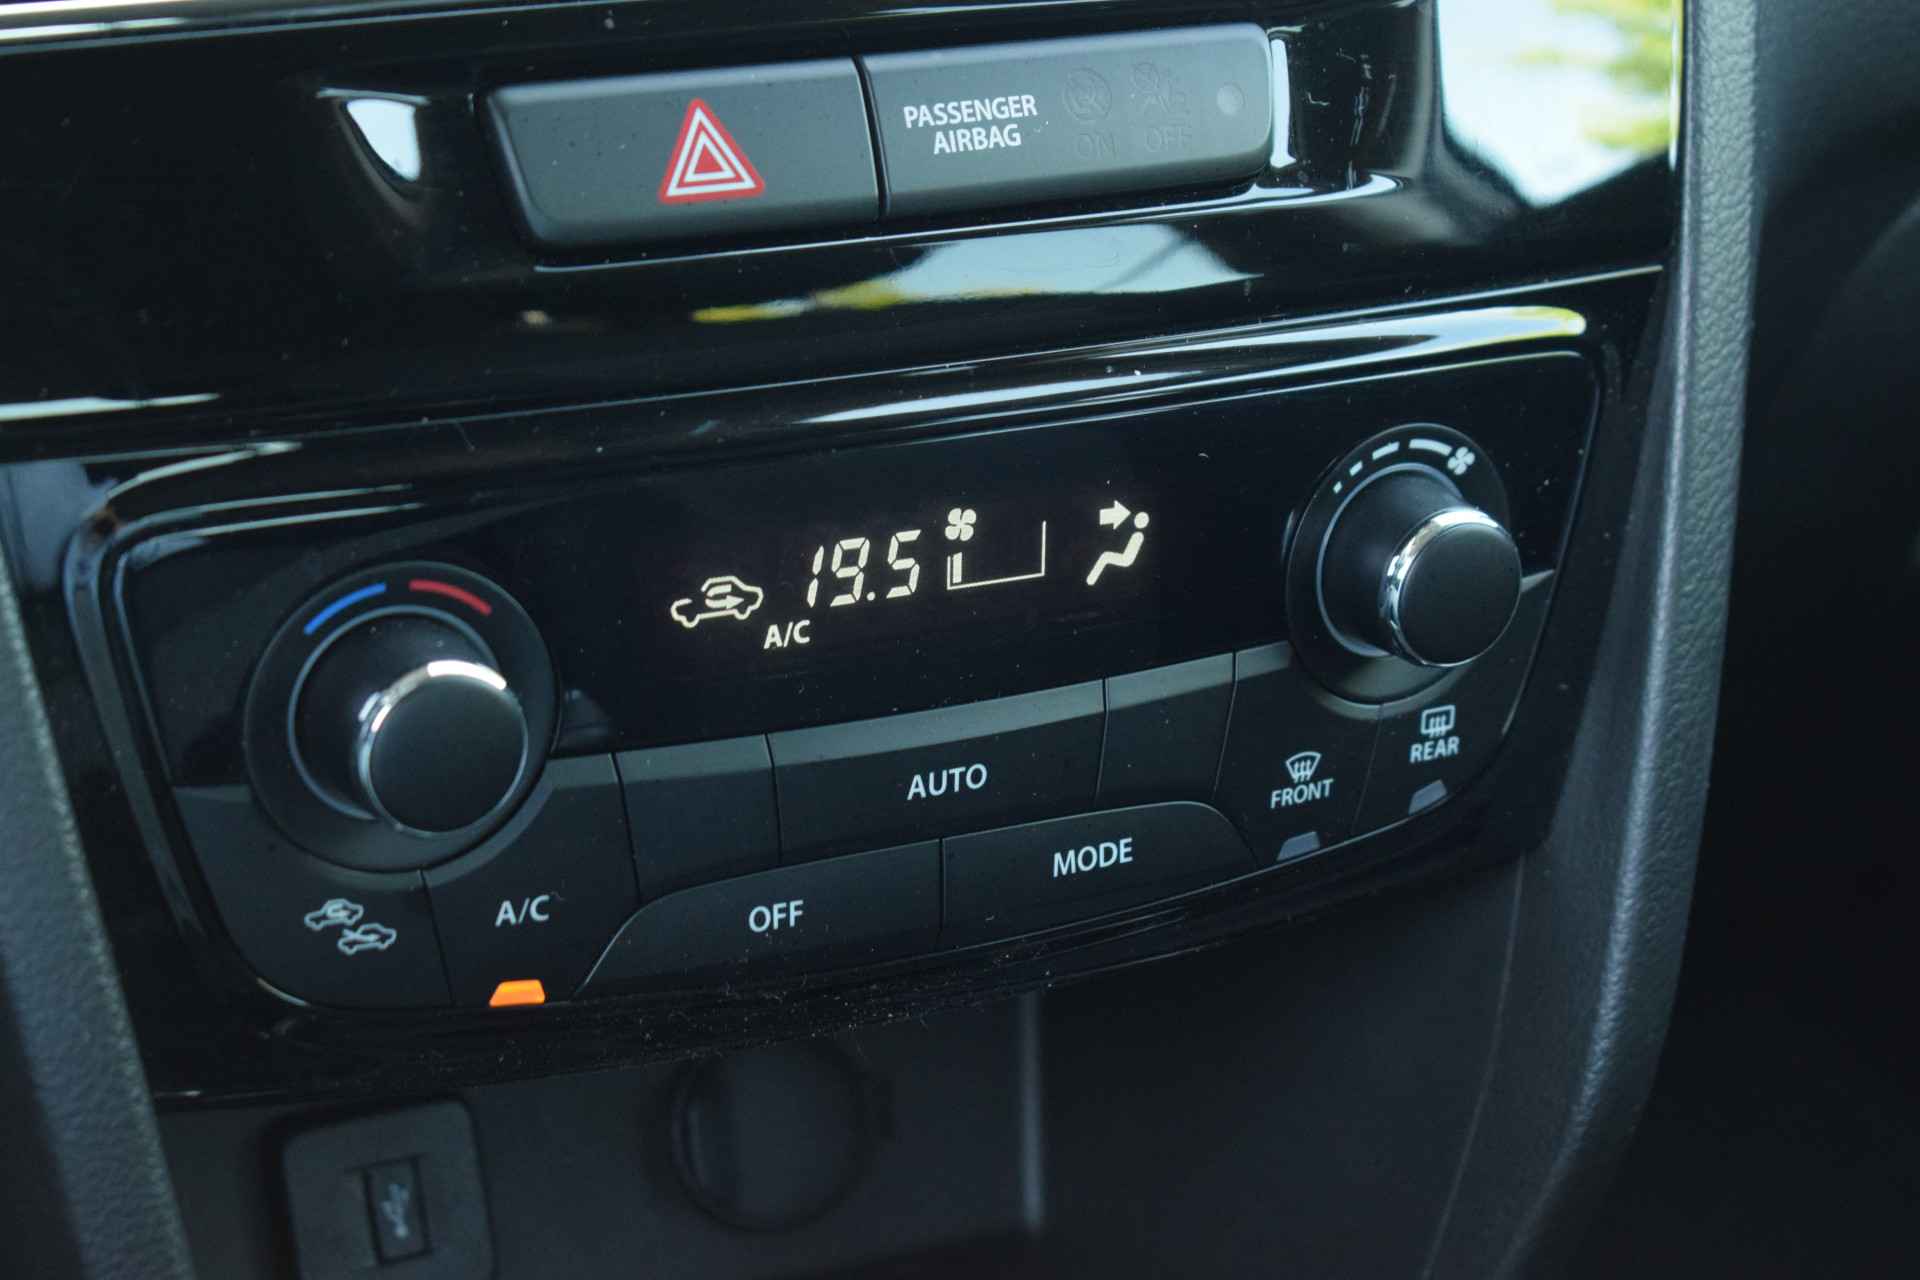 PASSENGER
AIRBAG
ON OFF
19.5
A/C
AUTO
FRONT
REAR
A/C
OFF
MODE